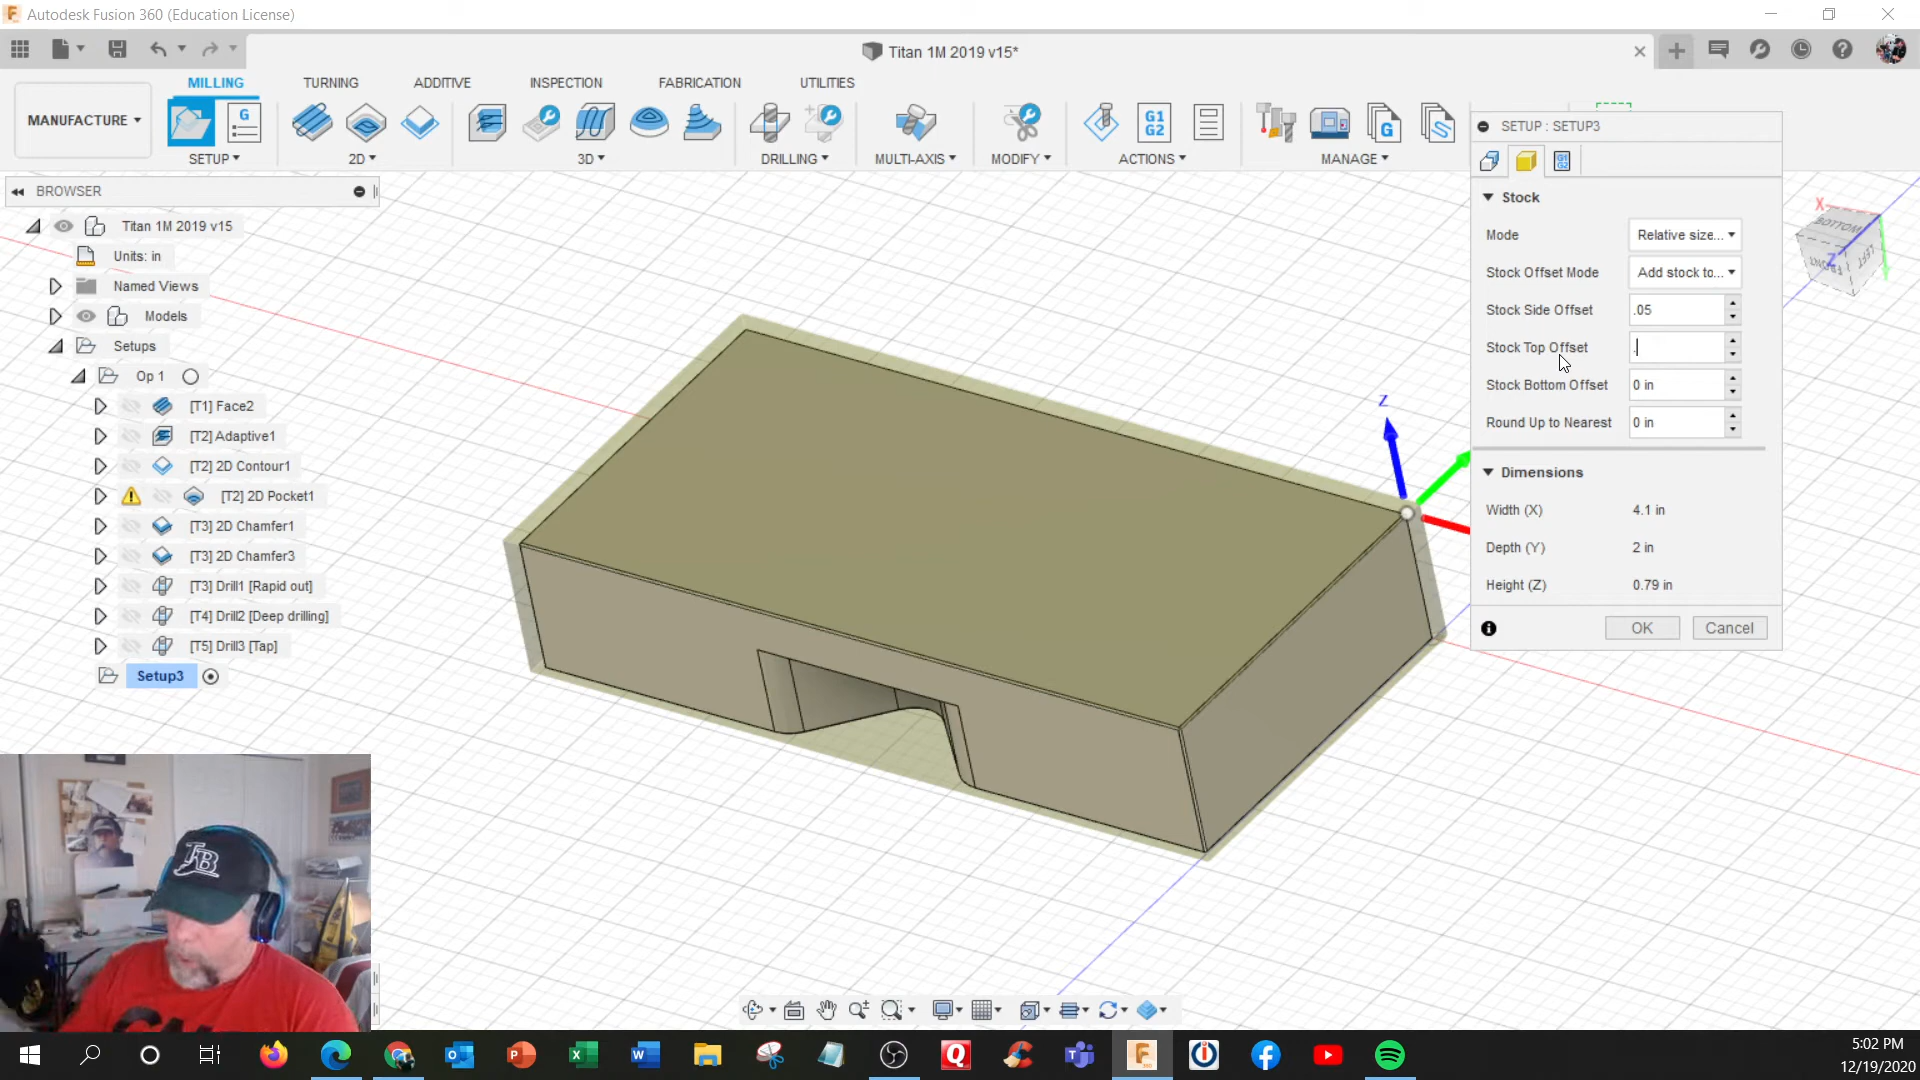 Autodesk Fusion 360 (Education License)
Titan 1M 2019 v15*
MILLING TURNING ADDITIVE INSPECTION FABRICATION UTILITIES
MANUFACTURE
SETUP 2D 3D DRILLING MULTI-AXIS MODIFY ACTIONS MANAGE
BROWSER
Titan 1M 2019 v15
Units: in
Named Views
Models
Setups
Op 1
[T1] Face2
[T2] Adaptive1
[T2] 2D Contour1
[T2] 2D Pocket1
[T3] 2D Chamfer1
[T3] 2D Chamfer3
[T3] Drill1 [Rapid out]
[T4] Drill2 [Deep drilling]
[T5] Drill3 [Tap]
Setup3
Z
SETUP : SETUP3
Stock
Mode Relative size...
Stock Offset Mode Add stock to...
Stock Side Offset .05
Stock Top Offset .
Stock Bottom Offset 0 in
Round Up to Nearest 0 in
Dimensions
Width (X) 4.1 in
Depth (Y) 2 in
Height (Z) 0.79 in
OK Cancel
X
BOTTOM
Z
FRONT
LEFT
TB
5:02 PM
12/19/2020